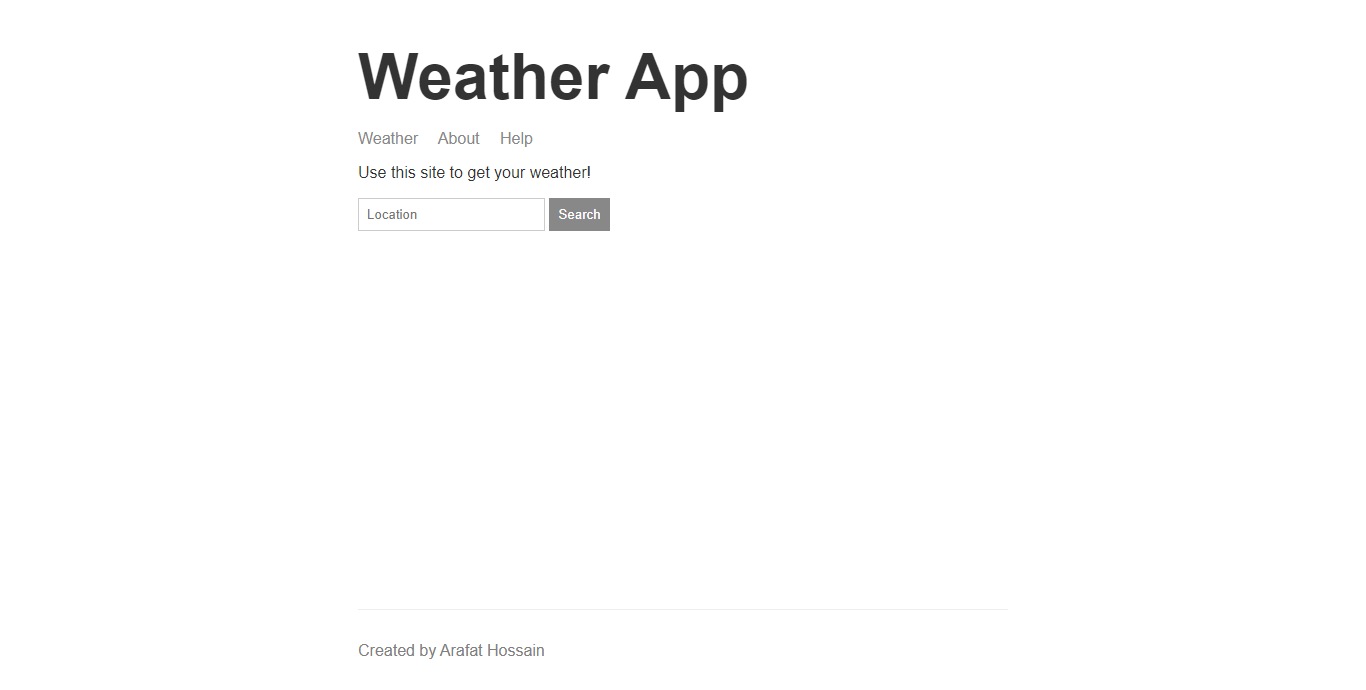 Weather App
Weather About Help
Use this site to get your weather!
Location Search
Created by Arafat Hossain